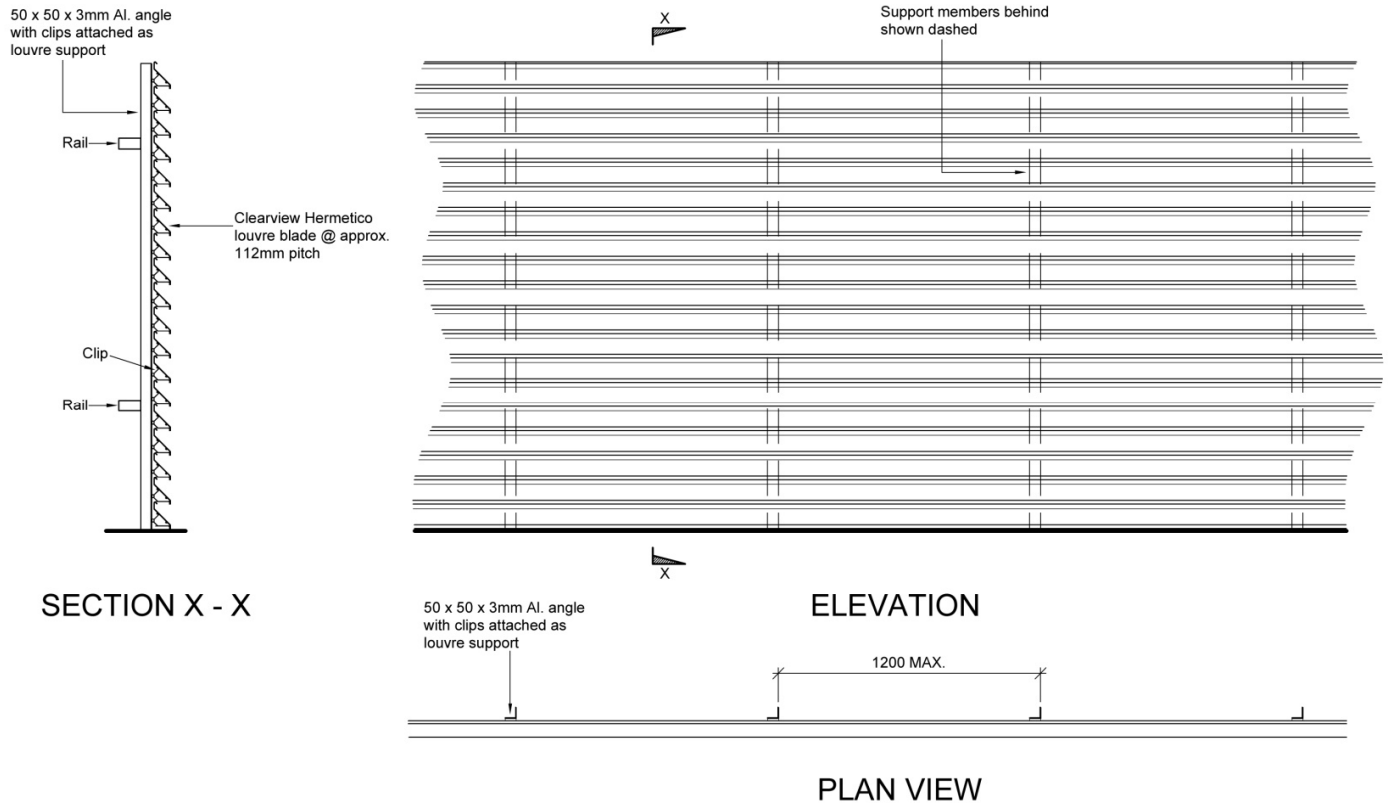 50 x 50 x 3mm Al. angle
with clips attached as
louvre support
Rail
Clearview Hermetico
louvre blade @ approx.
112mm pitch
Clip
Rail
SECTION X - X
X
Support members behind
shown dashed
X
ELEVATION
50 x 50 x 3mm Al. angle
with clips attached as
louvre support
1200 MAX.
PLAN VIEW